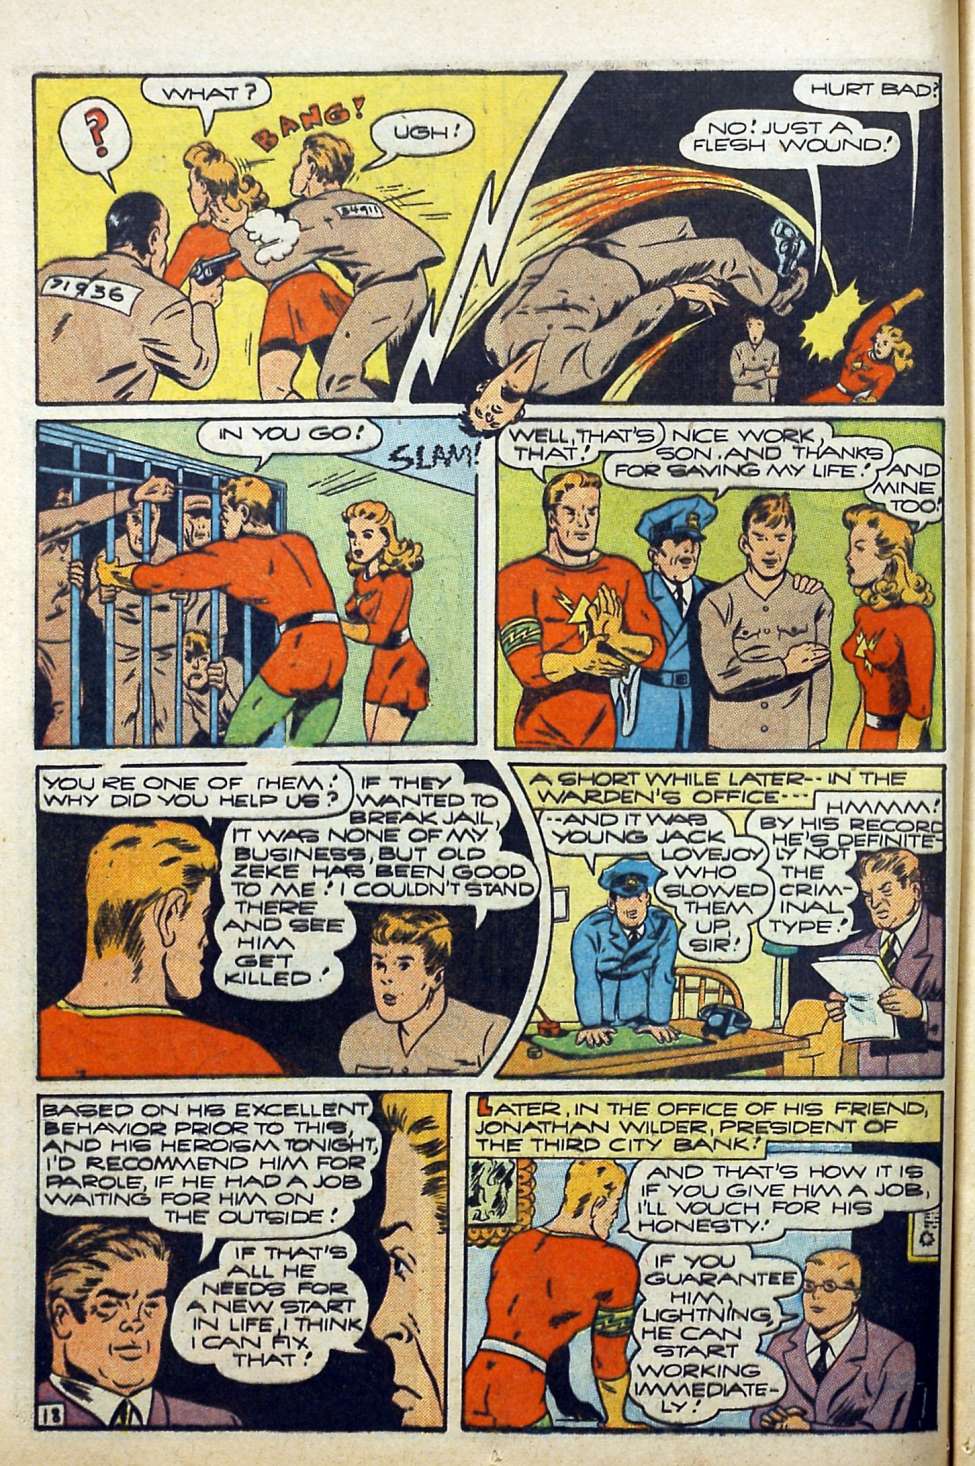 ?
WHAT?
BANG!
UGH!
34911
71936
HURT BAD?
NO! JUST A
FLESH WOUND!
IN YOU GO!
SLAM!
WELL, THAT'S
THAT!
NICE WORK,
SON. AND THANKS
FOR SAVING MY LIFE!
AND
MINE
TOO!
YOU'RE ONE OF THEM!
WHY DID YOU HELP US?
IF THEY
WANTED TO
BREAK JAIL,
IT WAS NONE OF MY
BUSINESS, BUT OLD
ZEKE HAS BEEN GOOD
TO ME! I COULDN'T STAND
THERE
AND SEE
HIM
GET
KILLED!
A SHORT WHILE LATER-- IN THE
WARDEN'S OFFICE---
--AND IT WAS
YOUNG JACK
LOVEJOY
WHO
SLOWED
THEM
UP,
SIR!
HMMM!
BY HIS RECORD
HE'S DEFINITE-
LY NOT
THE
CRIM-
INAL
TYPE!
BASED ON HIS EXCELLENT
BEHAVIOR PRIOR TO THIS,
AND HIS HEROISM TONIGHT,
I'D RECOMMEND HIM FOR
PAROLE, IF HE HAD A JOB
WAITING FOR HIM ON
THE OUTSIDE!
IF THAT'S
ALL HE
NEEDS FOR
A NEW START
IN LIFE, I THINK
I CAN FIX
THAT!
18
LATER, IN THE OFFICE OF HIS FRIEND,
JONATHAN WILDER, PRESIDENT OF
THE THIRD CITY BANK!
AND THAT'S HOW IT IS
IF YOU GIVE HIM A JOB,
I'LL VOUCH FOR HIS
HONESTY!
IF YOU
GUARANTEE
HIM,
LIGHTNING,
HE CAN
START
WORKING
IMMEDIATE-
LY!